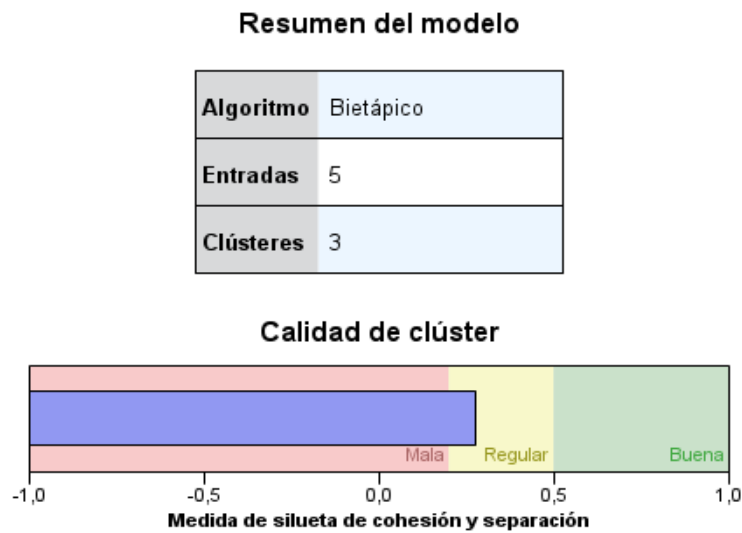 Resumen del modelo
Algoritmo Bietápico
Entradas 5
Clústeres 3
Calidad de clúster
Mala Regular Buena
-1,0 -0,5 0,0 0,5 1,0
Medida de silueta de cohesión y separación